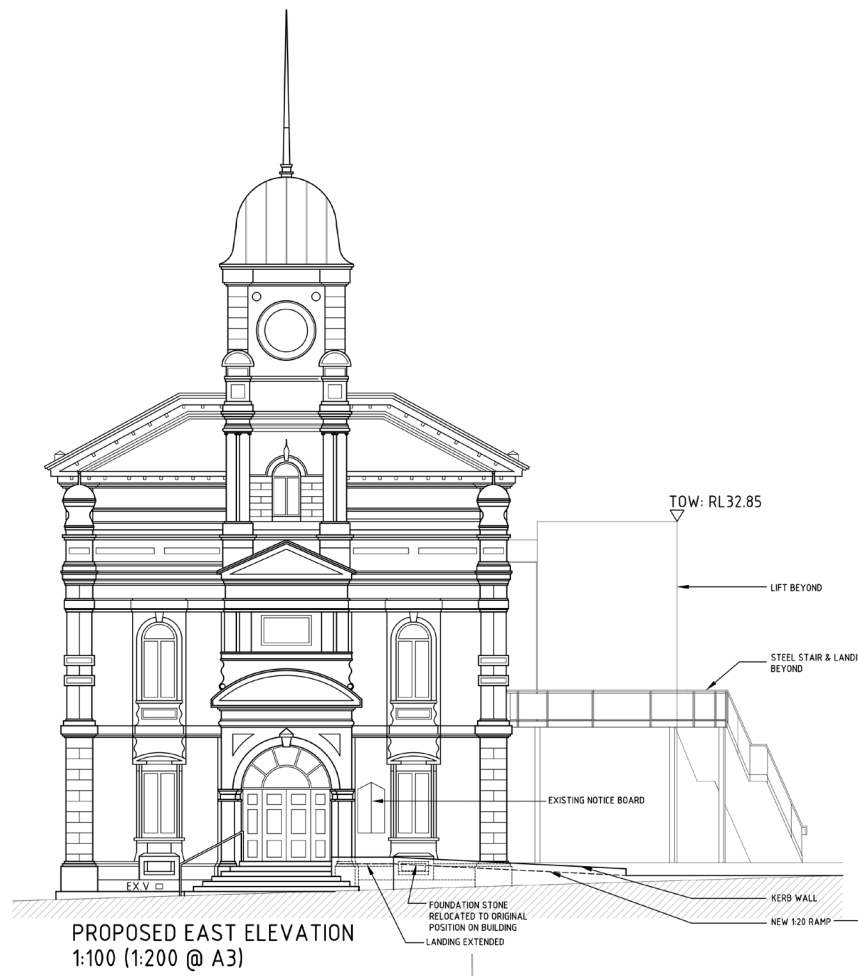 TOW: RL32.85
LIFT BEYOND
STEEL STAIR & LANDI
BEYOND
EXISTING NOTICE BOARD
EX.V
KERB WALL
FOUNDATION STONE
RELOCATED TO ORIGINAL
POSITION ON BUILDING
NEW 1:20 RAMP
LANDING EXTENDED
PROPOSED EAST ELEVATION
1:100 (1:200 @ A3)